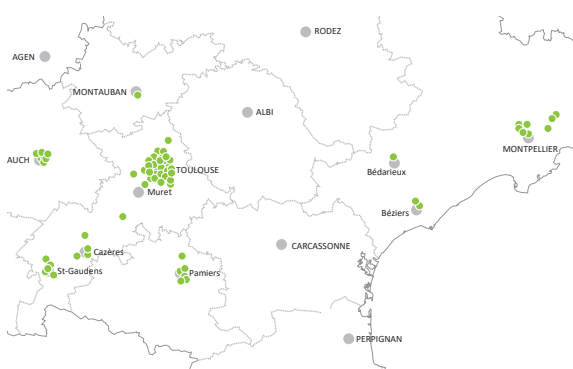 RODEZ
AGEN
MONTAUBAN
ALBI
MONTPELLIER
AUCH
TOULOUSE
Bédarieux
Muret
Béziers
CARCASSONNE
Cazères
St-Gaudens
Pamiers
PERPIGNAN